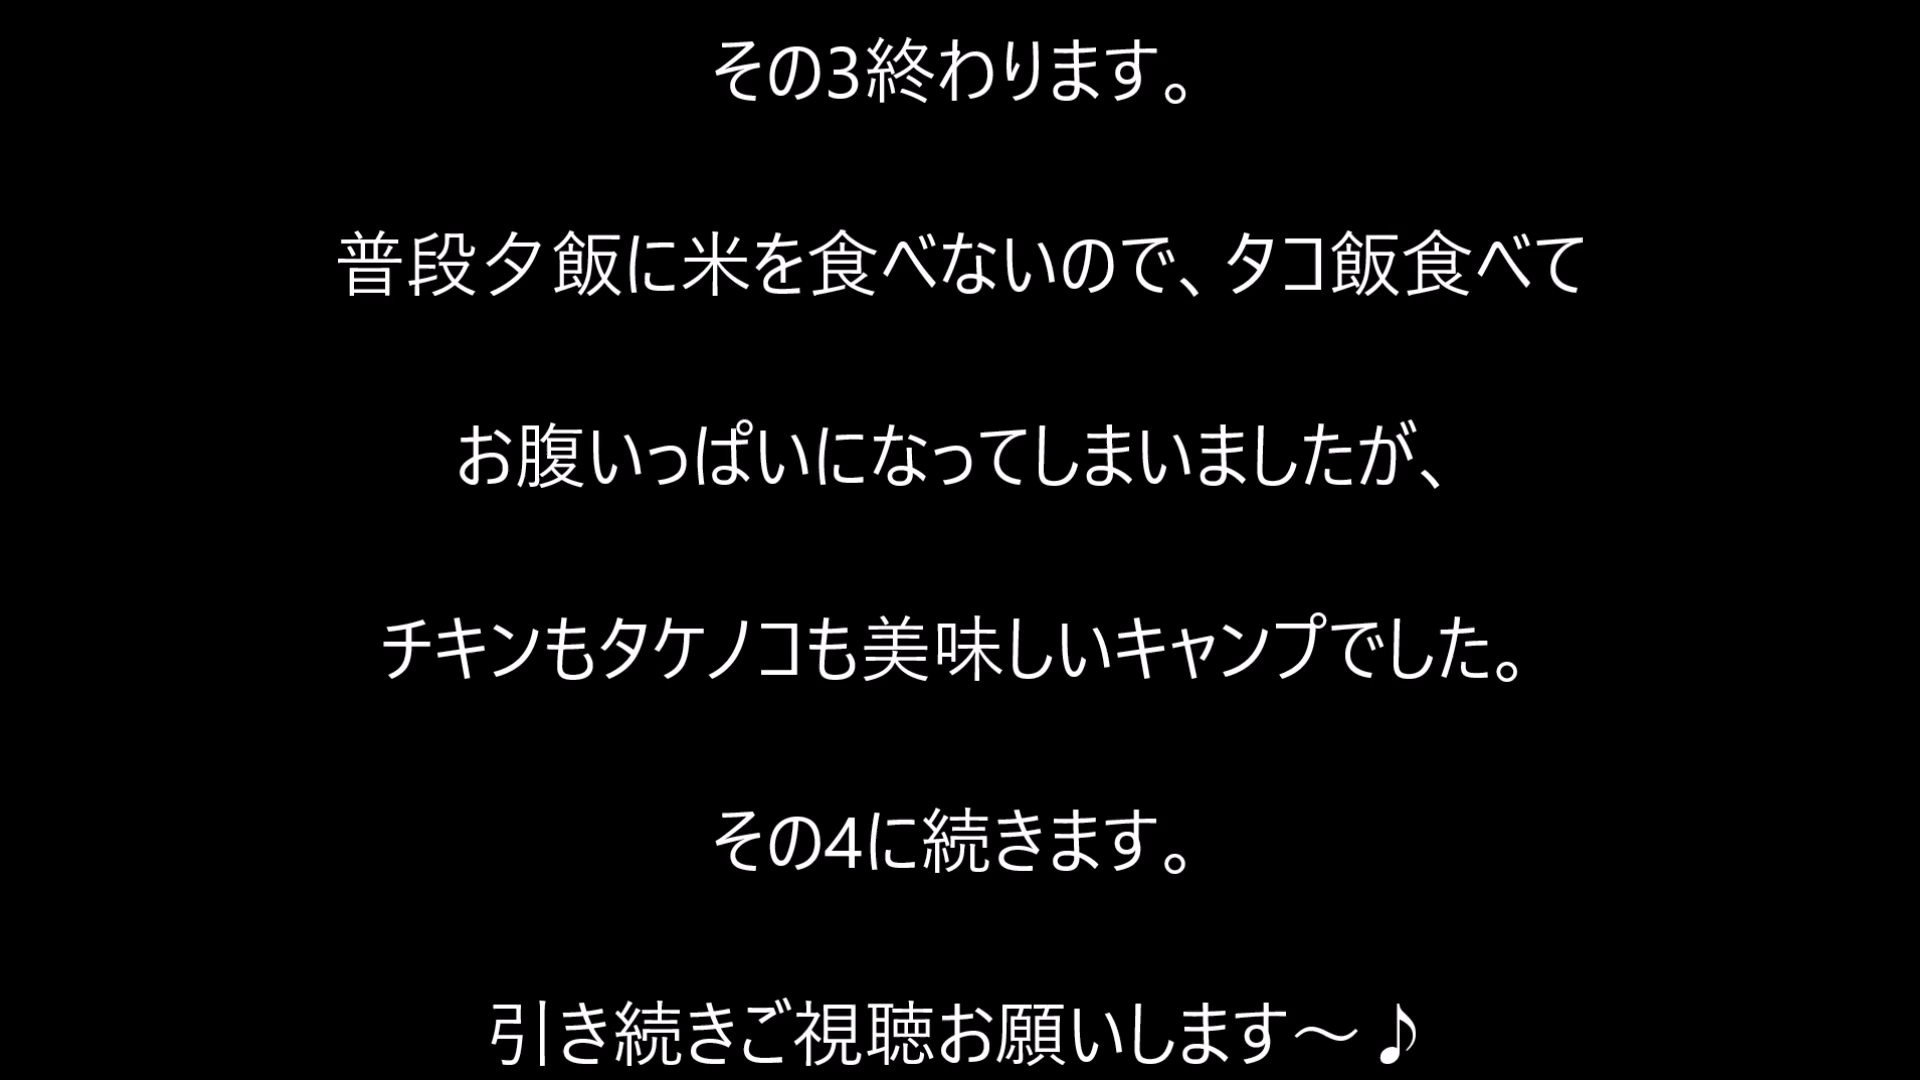 その3終わります。
普段夕飯に米を食べないので、タコ飯食べて
お腹いっぱいになってしまいましたが、
チキンもタケノコも美味しいキャンプでした。
その4に続きます。
引き続きご視聴お願いします～♪